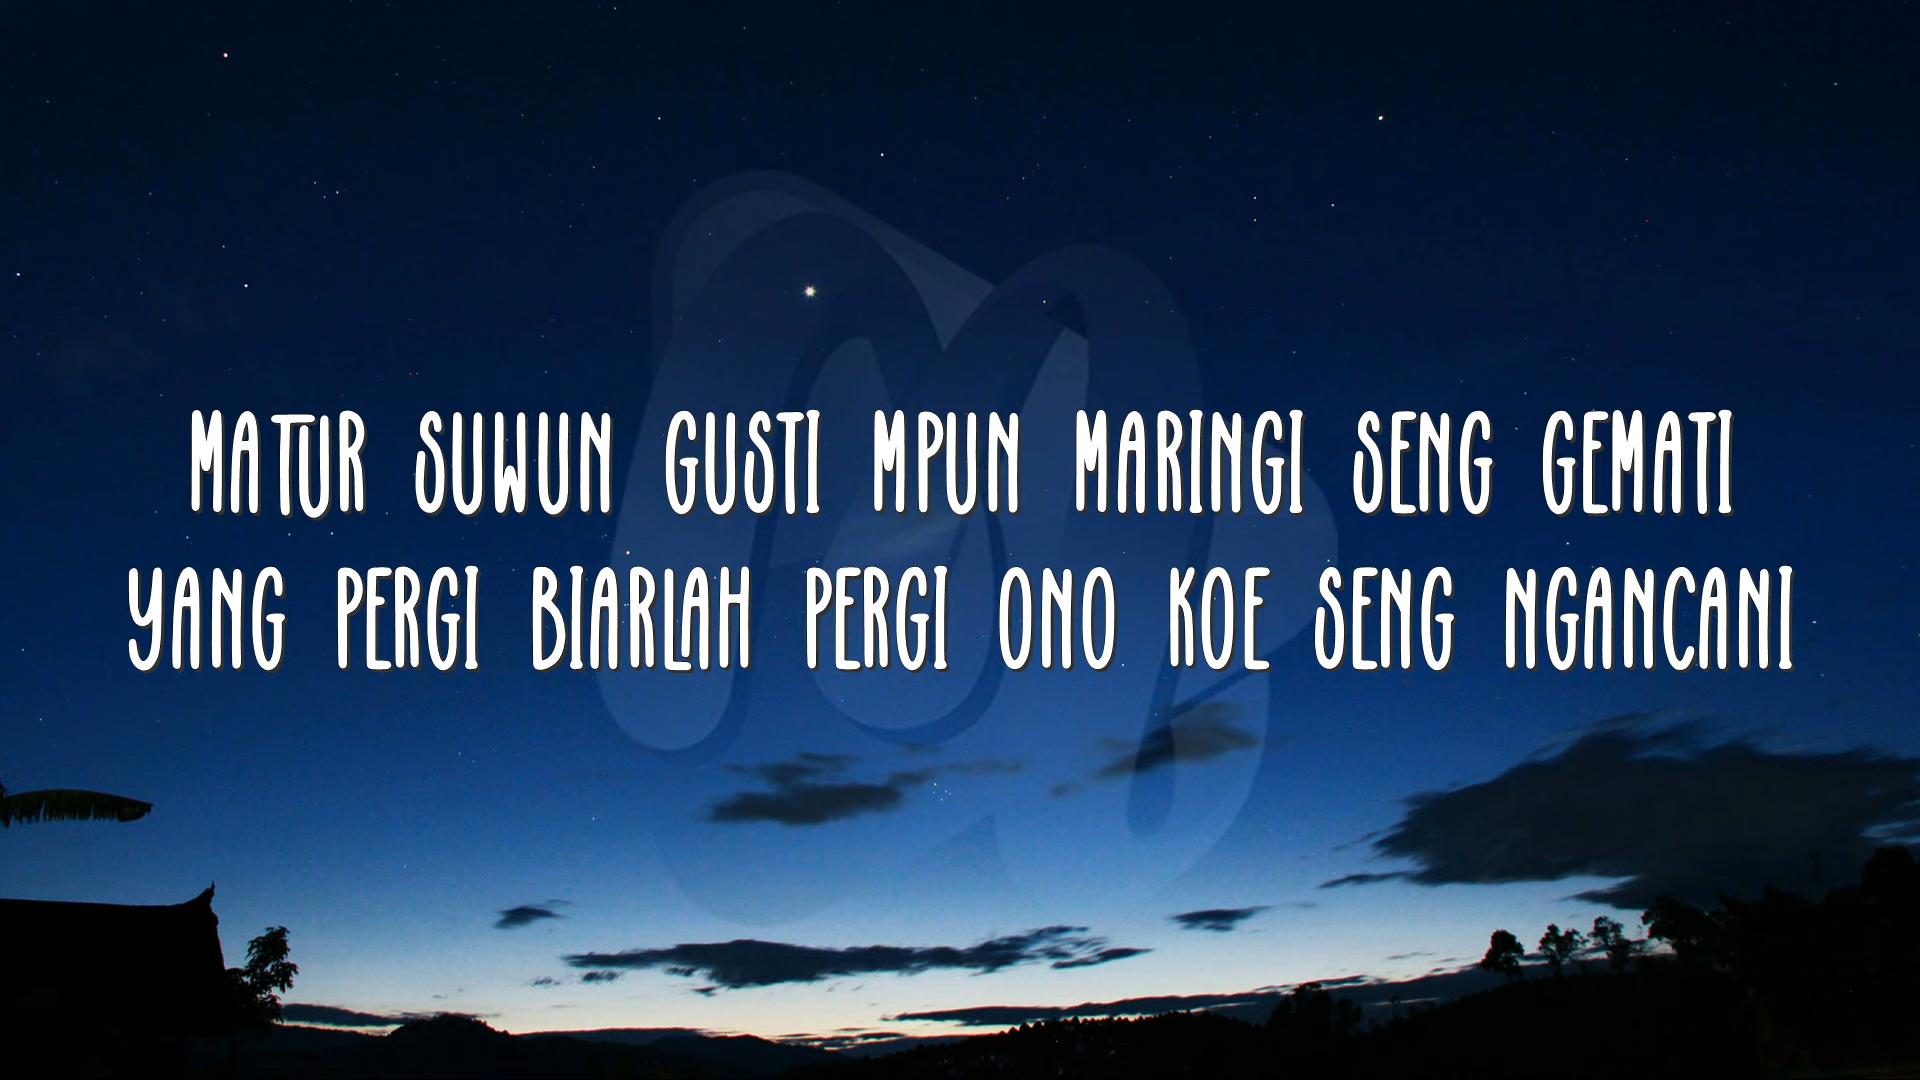 MATUR SUWUN GUSTI MPUN MARINGI SENG GEMATI
YANG PERGI BIARLAH PERGI ONO KOE SENG NGANCANI